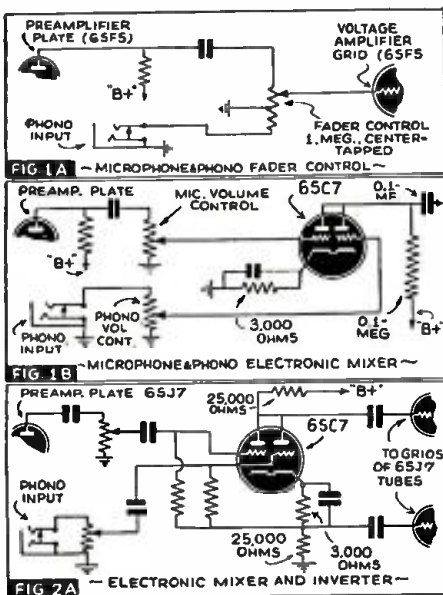 PREAMPLIFIER
PLATE (6SF5)
"B+"
PHONO
INPUT
VOLTAGE
AMPLIFIER
GRID (6SF5
FADER CONTROL
1. MEG., CENTER-
TAPPED
FIG 1A ~ MICROPHONE & PHONO FADER CONTROL ~
PREAMP. PLATE
MIC. VOLUME
CONTROL
6SC7
0.1-
MF
"B+"
PHONO
INPUT
PHONO
VOL
CONT.
3,000
OHMS
0.1-
MEG
"B+"
FIG 1B ~ MICROPHONE & PHONO ELECTRONIC MIXER ~
PREAMP. PLATE 6SJ7
25,000
OHMS
"B+"
6SC7
PHONO
INPUT
TO GRIDS
OF 6SJ7
TUBES
25,000
OHMS
3,000
OHMS
FIG 2A ~ ELECTRONIC MIXER AND INVERTER ~